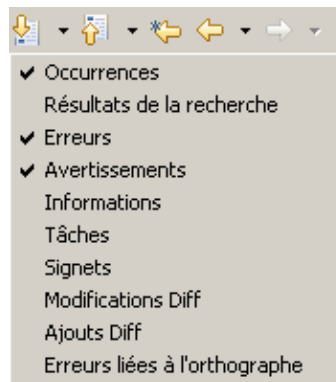 Occurrences
Résultats de la recherche
Erreurs
Avertissements
Informations
Tâches
Signets
Modifications Diff
Ajouts Diff
Erreurs liées à l'orthographe